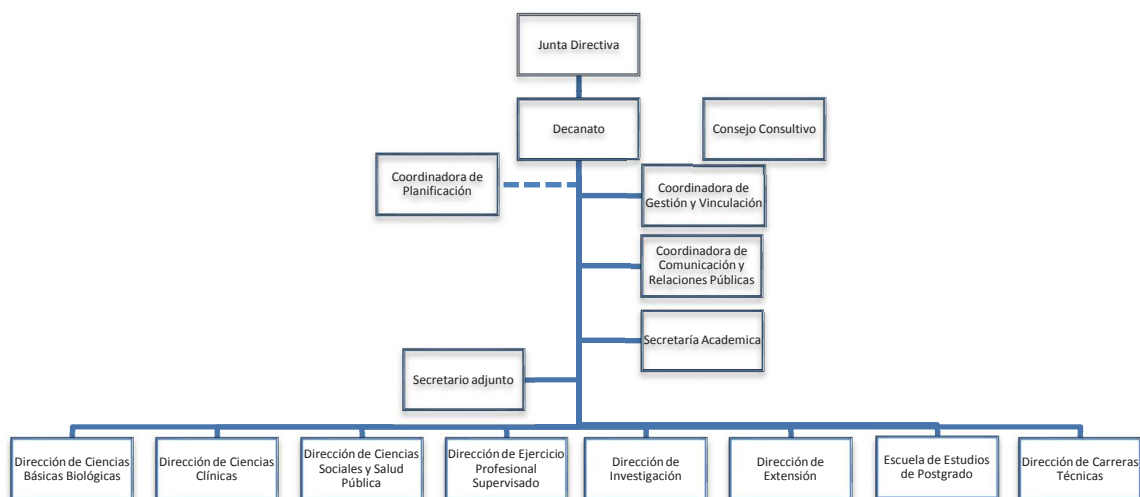 Junta Directiva
Decanato
Consejo Consultivo
Coordinadora de
Planificación
Coordinadora de
Gestión y Vinculación
Coordinadora de
Comunicación y
Relaciones Públicas
Secretaría Academica
Secretario adjunto
Dirección de Ciencias
Básicas Biológicas
Dirección de Ciencias
Clínicas
Dirección de Ciencias
Sociales y Salud
Pública
Dirección de Ejercicio
Profesional
Supervisado
Dirección de
Investigación
Dirección de
Extensión
Escuela de Estudios
de Postgrado
Dirección de Carreras
Técnicas